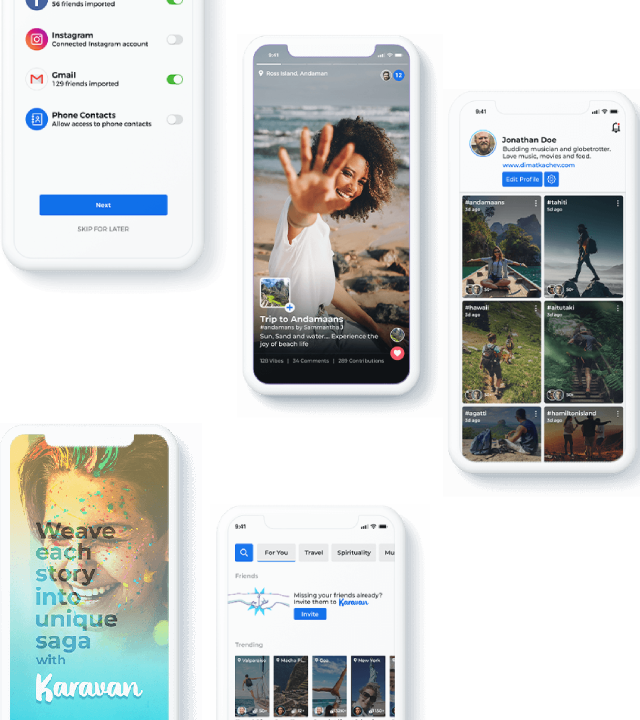 56 friends imported
Instagram
Connected Instagram account
Gmail
129 friends imported
Phone Contacts
Allow access to phone contacts
Next
SKIP FOR LATER
9:41
Ross Island, Andaman
12
Trip to Andamaans
#andamans by Sammantha J
Sun, Sand and water... Experience the
joy of beach life
120 Vibes | 34 Comments | 289 Contributions
9:41
Jonathan Doe
Budding musician and globetrotter.
Love music, movies and food.
www.dimatkachev.com
Edit Profile
#andamaans
3d ago
50+
#tahiti
3d ago
50+
#hawaii
3d ago
50+
#aitutaki
3d ago
50+
#agatti
3d ago
#hamiltonisland
3d ago
Weave
each
story
into
unique
saga
with
Karavan
9:41
For You
Travel
Spirituality
Mu
Friends
Missing your friends already?
Invite them to Karavan
Invite
Trending
Valparaiso
Machu Pi...
Goa
New York